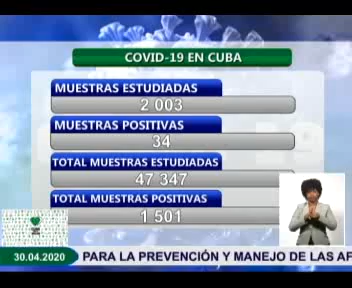 COVID-19 EN CUBA
MUESTRAS ESTUDIADAS
2 003
MUESTRAS POSITIVAS
34
TOTAL MUESTRAS ESTUDIADAS
47 347
TOTAL MUESTRAS POSITIVAS
1 501
30.04.2020
PARA LA PREVENCIÓN Y MANEJO DE LAS AF